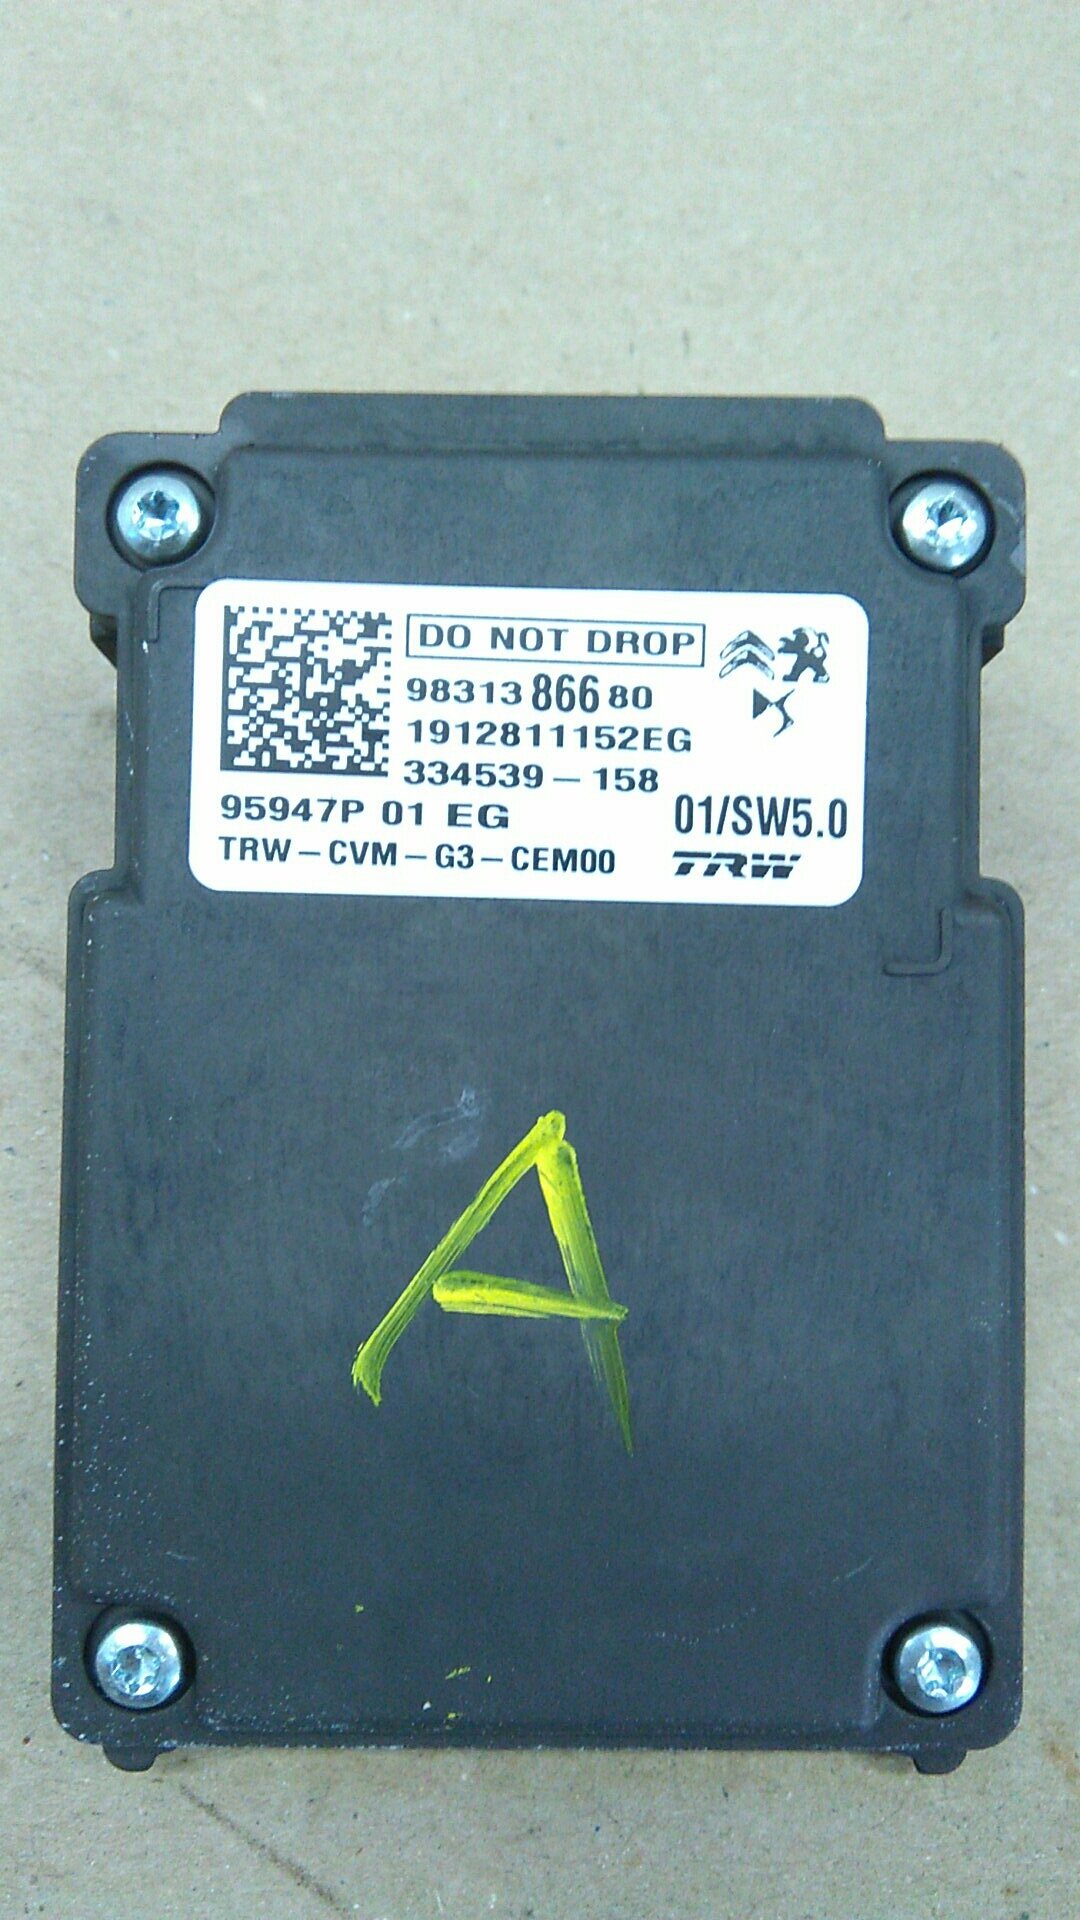 DO NOT DROP
98313 866 80
1912811152EG
334539-158
95947P 01 EG
01/SW5.0
TRW-CVM-G3-CEM00
TRW
A